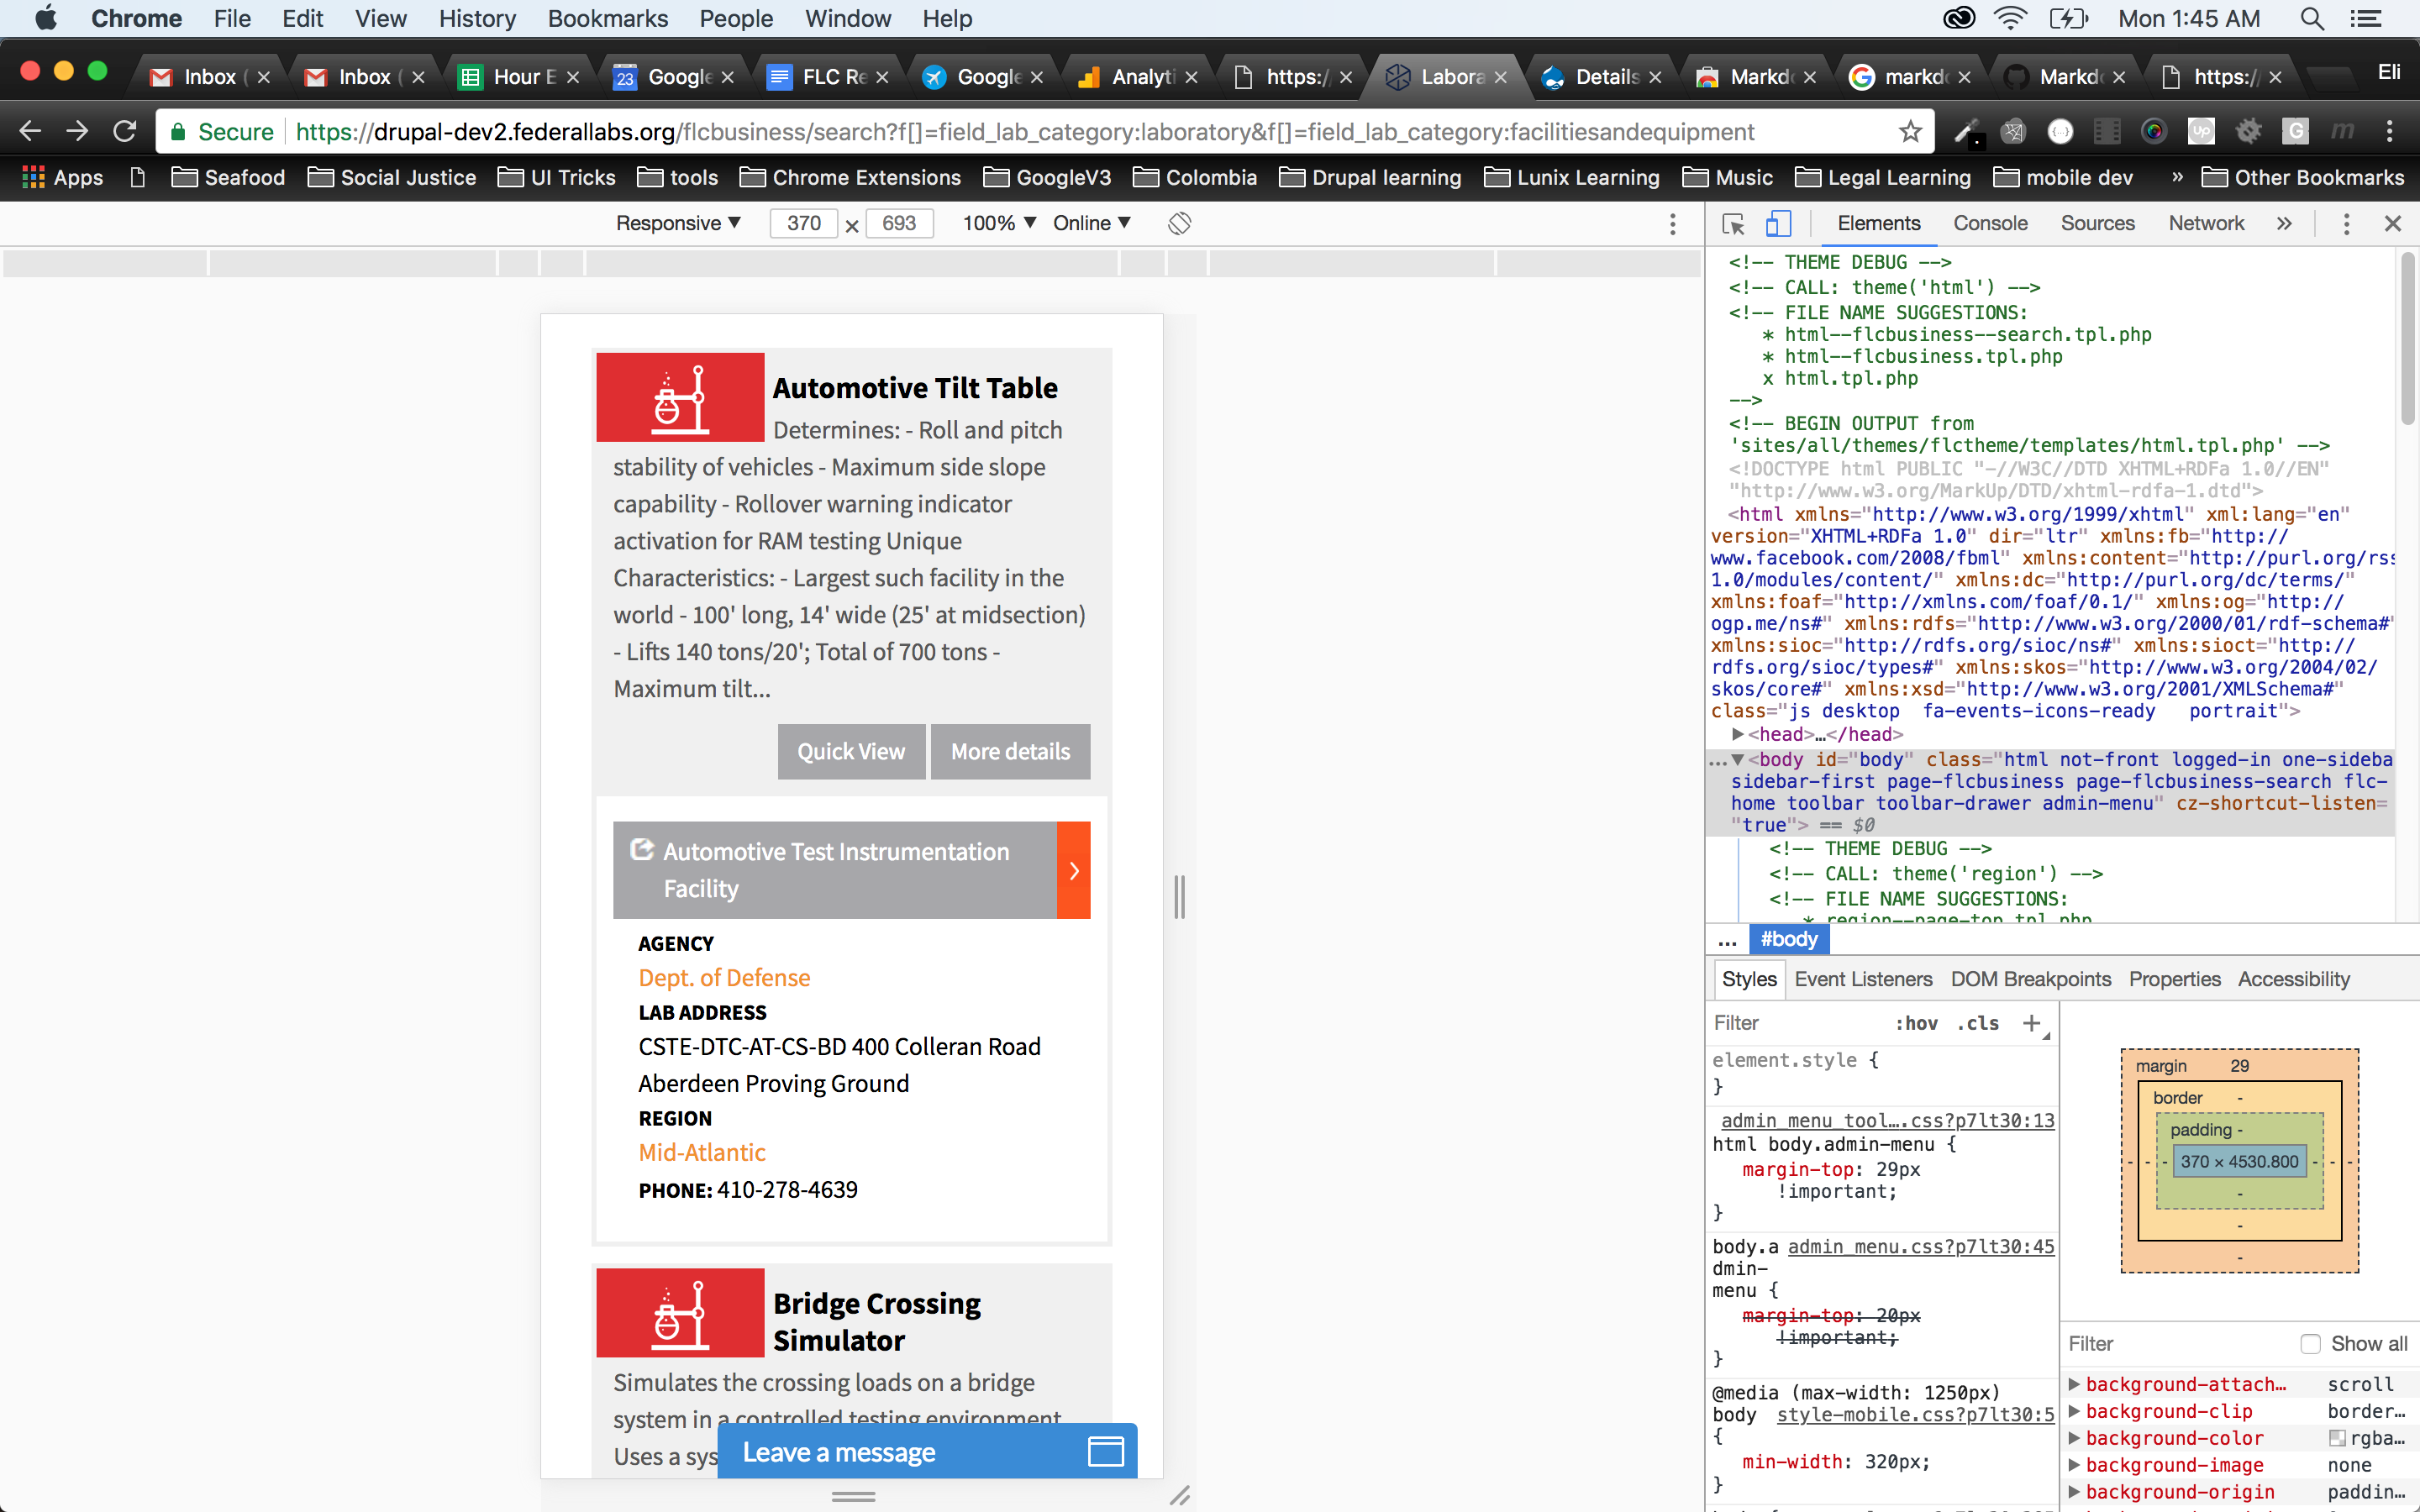 Chrome File Edit View History Bookmarks People Window Help Mon 1:45 AM
Inbox ( Inbox ( Hour E 23 Google FLC Re Google Analyti https:/ Labora Details Markdo markdo Markdo https:// Eli
Secure https://drupal-dev2.federallabs.org/flcbusiness/search?f[]=field_lab_category:laboratory&f[]=field_lab_category:facilitiesandequipment
Apps Seafood Social Justice UI Tricks tools Chrome Extensions GoogleV3 Colombia Drupal learning Lunix Learning Music Legal Learning mobile dev » Other Bookmarks
Responsive 370 × 693 100% Online
Automotive Tilt Table
Determines: - Roll and pitch
stability of vehicles - Maximum side slope
capability - Rollover warning indicator
activation for RAM testing Unique
Characteristics: - Largest such facility in the
world - 100' long, 14' wide (25' at midsection)
- Lifts 140 tons/20'; Total of 700 tons -
Maximum tilt...
Quick View More details
Automotive Test Instrumentation
Facility
AGENCY
Dept. of Defense
LAB ADDRESS
CSTE-DTC-AT-CS-BD 400 Colleran Road
Aberdeen Proving Ground
REGION
Mid-Atlantic
PHONE: 410-278-4639
Bridge Crossing
Simulator
Simulates the crossing loads on a bridge
system in a controlled testing environment
Uses a sys
Leave a message
Elements Console Sources Network »
<!-- THEME DEBUG -->
<!-- CALL: theme('html') -->
<!-- FILE NAME SUGGESTIONS:
* html--flcbusiness--search.tpl.php
* html--flcbusiness.tpl.php
x html.tpl.php
-->
<!-- BEGIN OUTPUT from
'sites/all/themes/flctheme/templates/html.tpl.php' -->
<!DOCTYPE html PUBLIC "-//W3C//DTD XHTML+RDFa 1.0//EN"
"http://www.w3.org/MarkUp/DTD/xhtml-rdfa-1.dtd">
<html xmlns="http://www.w3.org/1999/xhtml" xml:lang="en"
version="XHTML+RDFa 1.0" dir="ltr" xmlns:fb="http://
www.facebook.com/2008/fbml" xmlns:content="http://purl.org/rss
1.0/modules/content/" xmlns:dc="http://purl.org/dc/terms/"
xmlns:foaf="http://xmlns.com/foaf/0.1/" xmlns:og="http://
ogp.me/ns#" xmlns:rdfs="http://www.w3.org/2000/01/rdf-schema#"
xmlns:sioc="http://rdfs.org/sioc/ns#" xmlns:sioct="http://
rdfs.org/sioc/types#" xmlns:skos="http://www.w3.org/2004/02/
skos/core#" xmlns:xsd="http://www.w3.org/2001/XMLSchema#"
class="js desktop fa-events-icons-ready portrait">
<head>…</head>
…<body id="body" class="html not-front logged-in one-sideba
sidebar-first page-flcbusiness page-flcbusiness-search flc-
home toolbar toolbar-drawer admin-menu" cz-shortcut-listen=
"true"> == $0
<!-- THEME DEBUG -->
<!-- CALL: theme('region') -->
<!-- FILE NAME SUGGESTIONS:
* region--page-top.tpl.php
... #body
Styles Event Listeners DOM Breakpoints Properties Accessibility
Filter :hov .cls +
element.style {
}
admin_menu_tool….css?p7lt30:13
html body.admin-menu {
margin-top: 29px
!important;
}
body.a admin_menu.css?p7lt30:45
dmin-
menu {
margin-top: 20px
!important;
}
@media (max-width: 1250px)
body style-mobile.css?p7lt30:5
{
min-width: 320px;
}
margin 29
border -
padding -
- - - 370 × 4530.800 - - -
-
-
-
Filter Show all
background-attach… scroll
background-clip border…
background-color rgba…
background-image none
background-origin paddin…